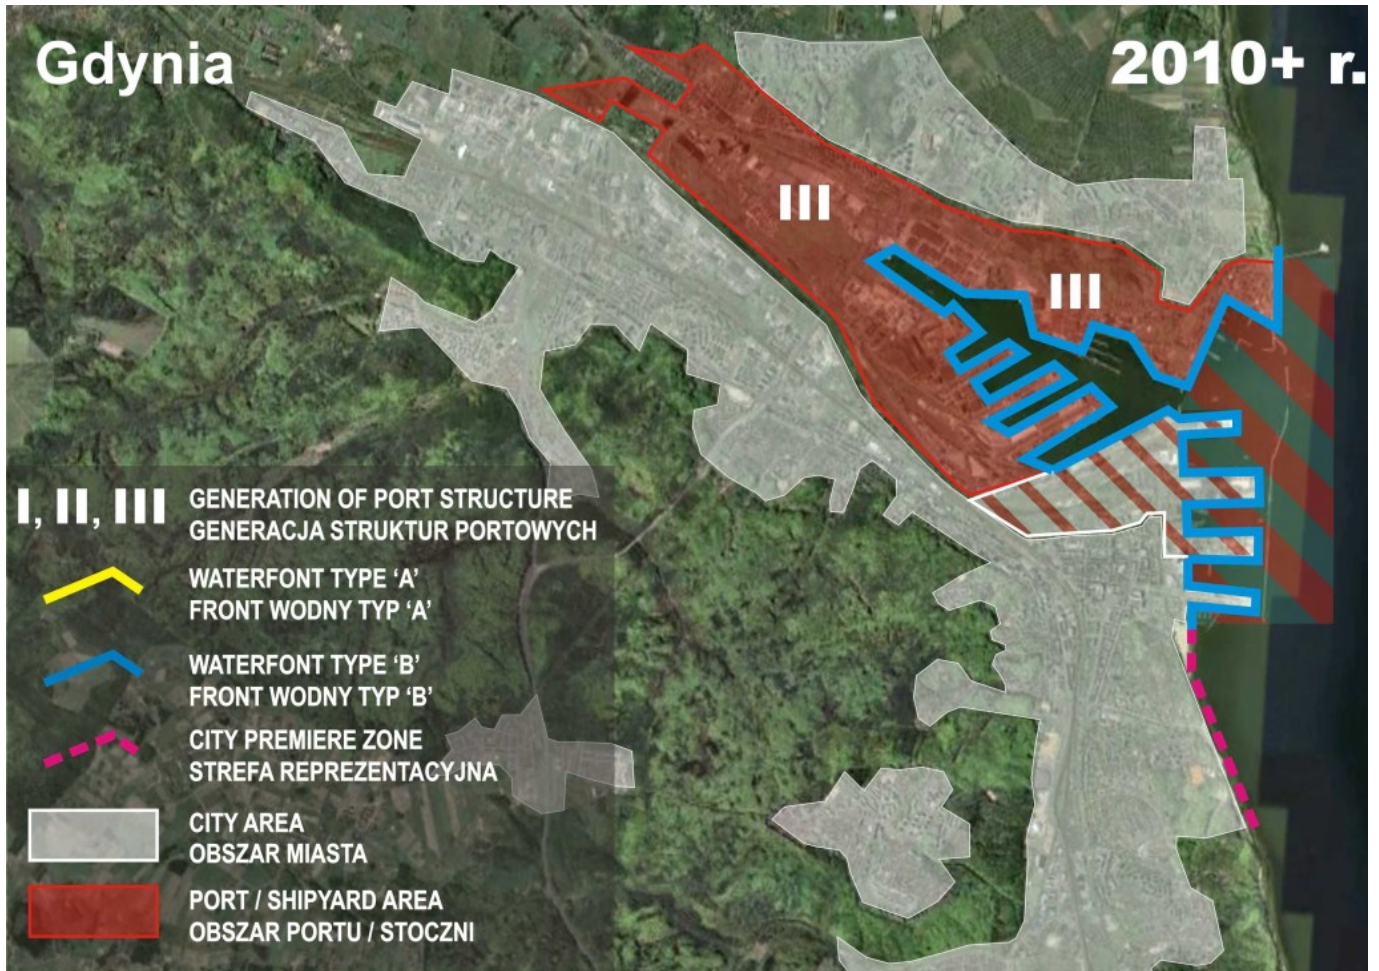 Gdynia
2010+ r.
III
III
I, II, III
GENERATION OF PORT STRUCTURE
GENERACJA STRUKTUR PORTOWYCH
WATERFONT TYPE ‘A’
FRONT WODNY TYP ‘A’
WATERFONT TYPE ‘B’
FRONT WODNY TYP ‘B’
CITY PREMIERE ZONE
STREFA REPREZENTACYJNA
CITY AREA
OBSZAR MIASTA
PORT / SHIPYARD AREA
OBSZAR PORTU / STOCZNI